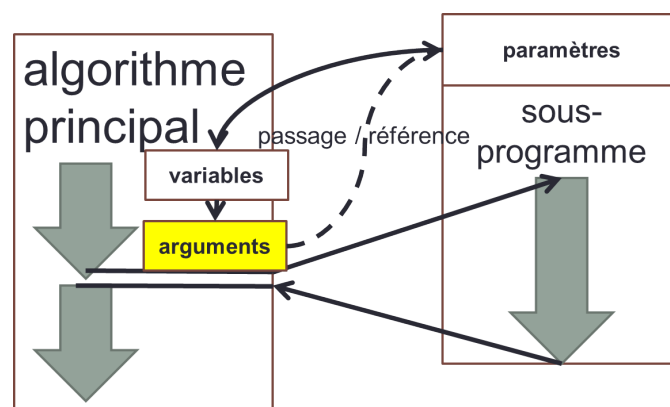 algorithme
principal
variables
arguments
passage / référence
paramètres
sous-
programme